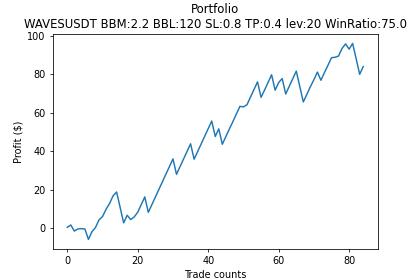 Portfolio
WAVESUSDT BBM:2.2 BBL:120 SL:0.8 TP:0.4 lev:20 WinRatio:75.0
100
80
60
40
20
0
Profit ($)
0 20 40 60 80
Trade counts